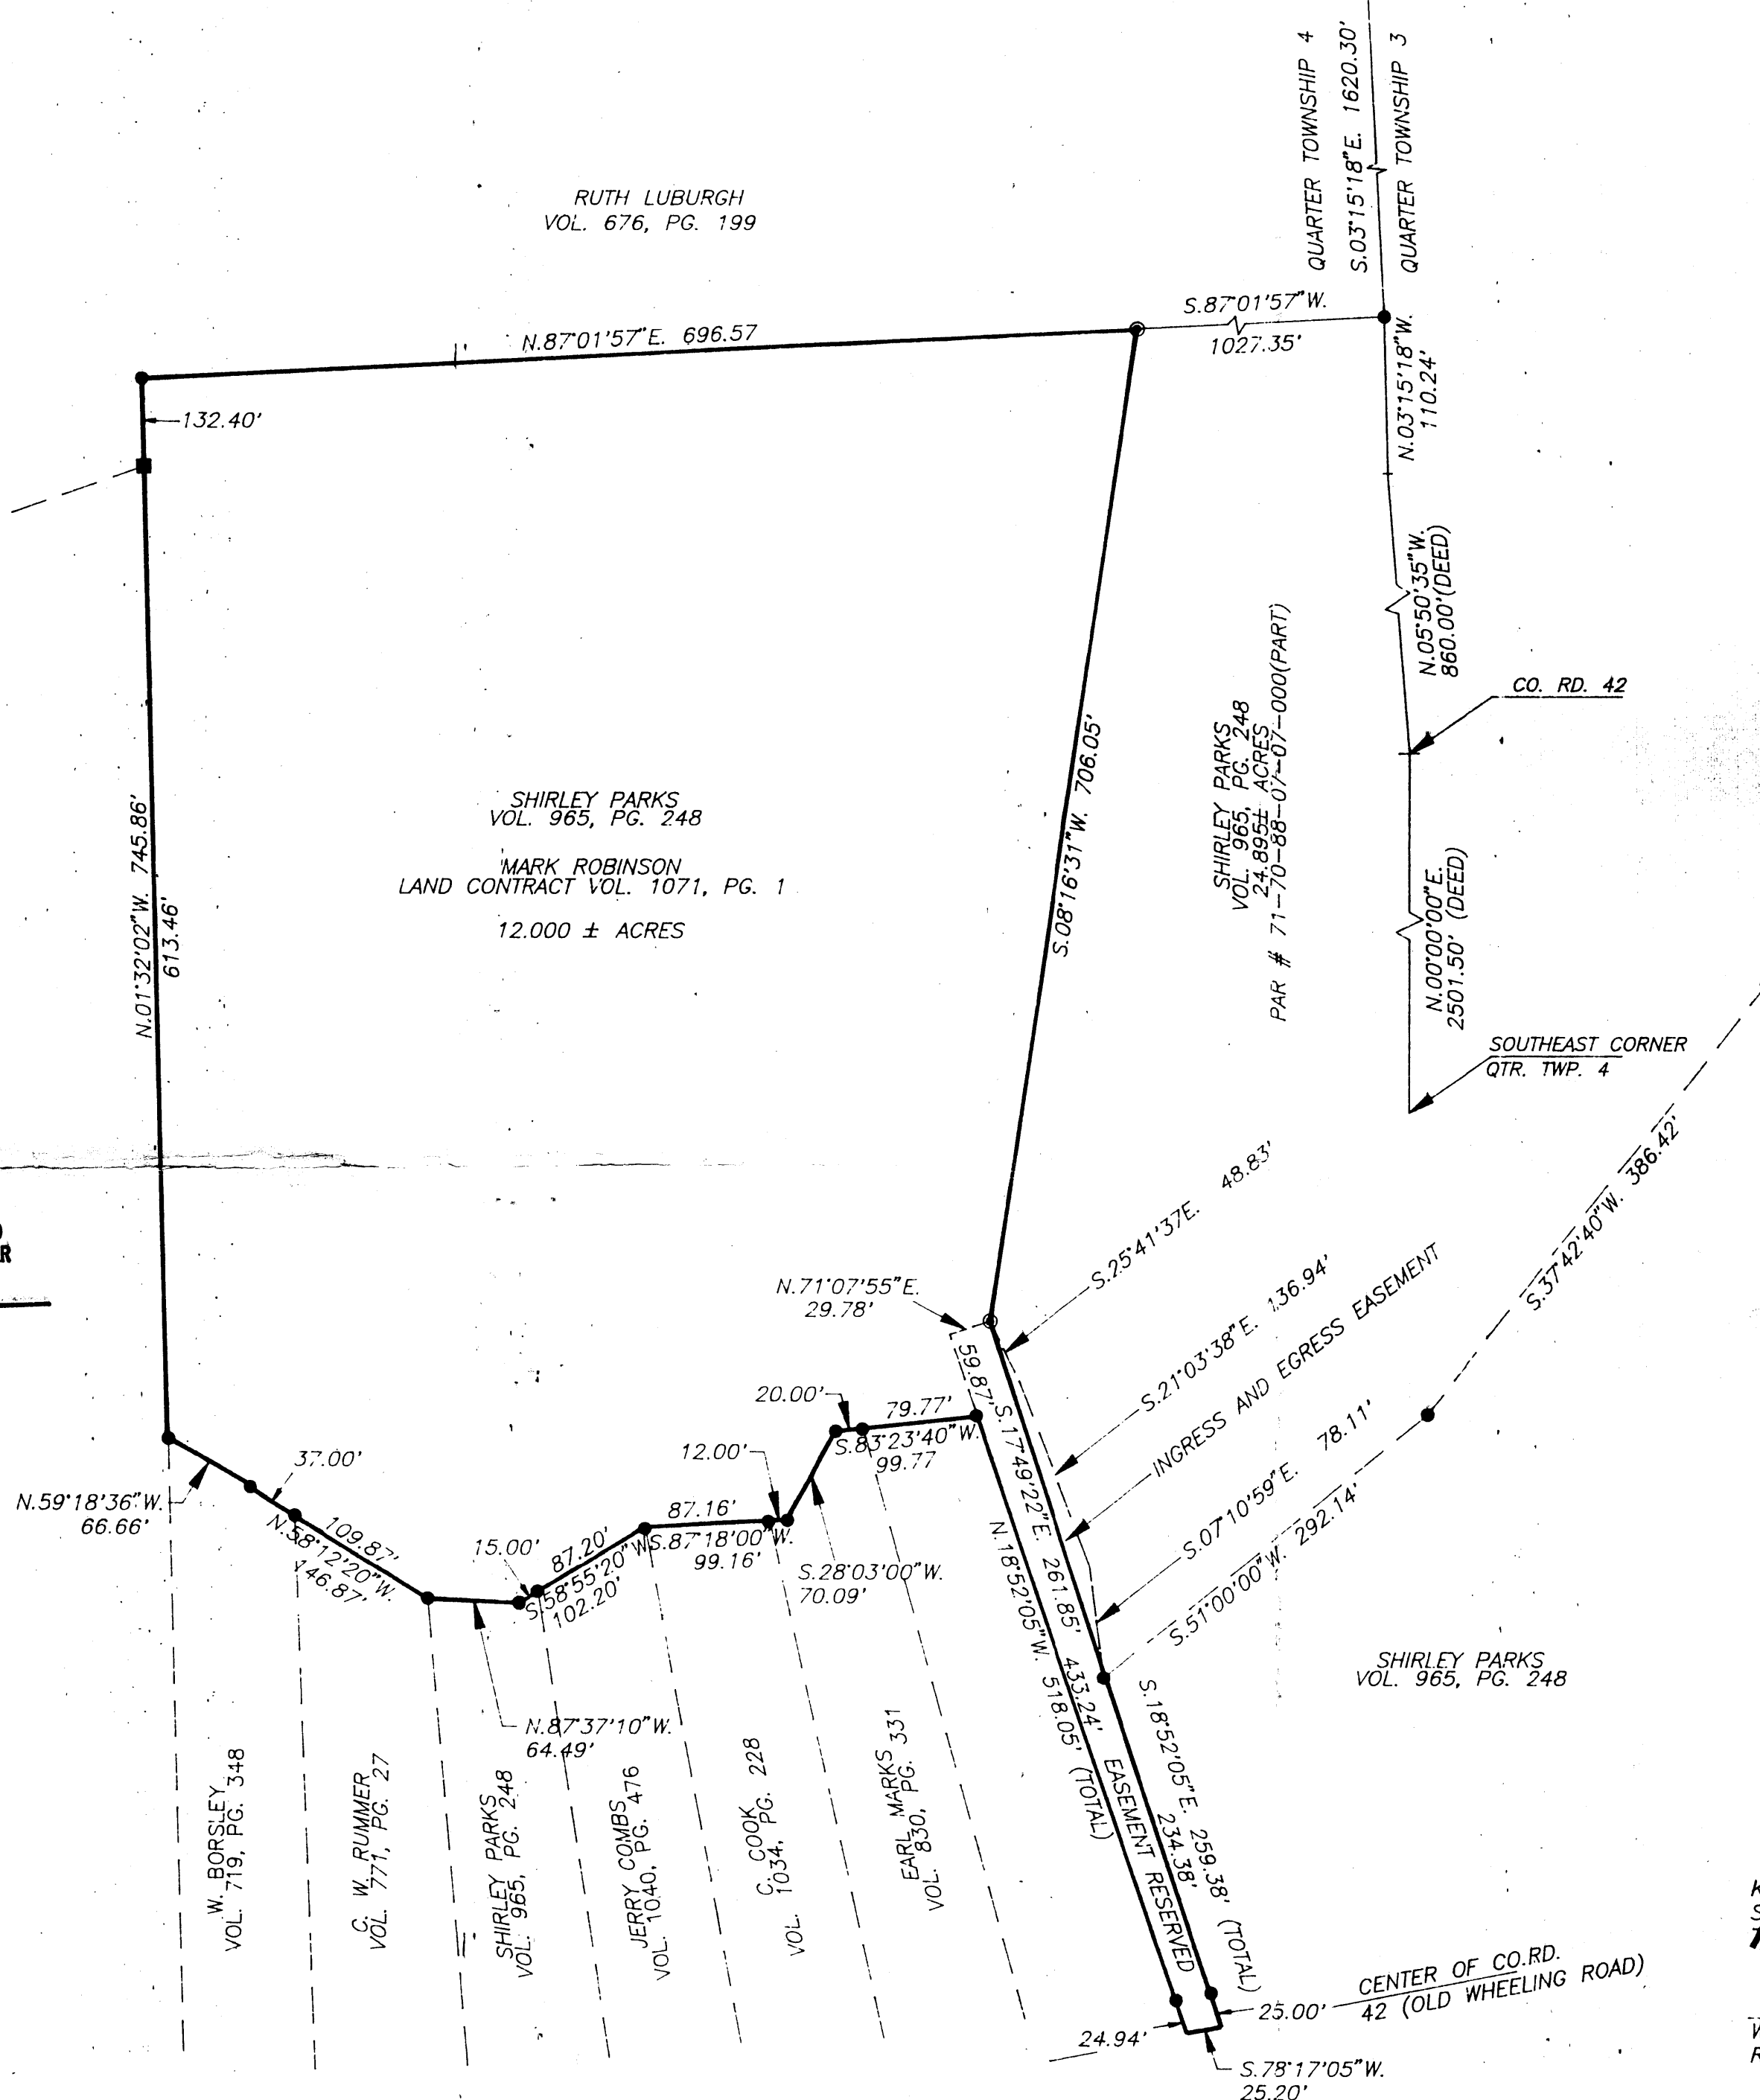 QUARTER TOWNSHIP 4
S.03°15'18"E. 1620.30'
QUARTER TOWNSHIP 3
RUTH LUBURGH
VOL. 676, PG. 199
S.87°01'57"W.
1027.35'
N.87°01'57"E. 696.57'
N.03°15'18"W.
110.24'
132.40'
N.05°50'35"W.
860.00'(DEED)
CO. RD. 42
SHIRLEY PARKS
VOL. 965, PG. 248
24.895± ACRES
PAR # 71-70-88-07-07-000(PART)
S.08°16'31"W. 706.05'
N.01°32'02"W. 745.86'
613.46'
SHIRLEY PARKS
VOL. 965, PG. 248
MARK ROBINSON
LAND CONTRACT VOL. 1071, PG. 1
12.000 ± ACRES
N.00°00'00"E.
2501.50' (DEED)
SOUTHEAST CORNER
QTR. TWP. 4
S.37°42'40"W. 386.42'
S.25°41'37E. 48.83'
N.71°07'55"E.
29.78'
S.21°03'38"E. 136.94'
INGRESS AND EGRESS EASEMENT
59.87'
20.00'
79.77'
S.83°23'40"W.
99.77
S.17°49'22"E. 261.85'
S.07°10'59"E. 78.11'
S.51°00'00"W. 292.14'
12.00'
87.16'
S.87°18'00"W.
99.16'
S.28°03'00"W.
70.09'
37.00'
N.59°18'36"W.
66.66'
109.87'
N.58°12'20"W.
146.87'
15.00'
87.20'
S.58°55'20"W
102.20'
N.87°37'10"W.
64.49'
N.18°52'05"W. 518.05' (TOTAL)
433.24'
EASEMENT RESERVED
S.18°52'05"E. 259.38' (TOTAL)
234.38'
SHIRLEY PARKS
VOL. 965, PG. 248
W. BORSLEY
VOL. 719, PG. 348
C. W. RUMMER
VOL. 771, PG. 27
SHIRLEY PARKS
VOL. 965, PG. 248
JERRY COMBS
VOL. 1040, PG. 476
C. COOK
VOL. 1034, PG. 228
EARL MARKS
VOL. 830, PG. 331
CENTER OF CO.RD.
42 (OLD WHEELING ROAD)
25.00'
24.94'
S.78°17'05"W.
25.20'